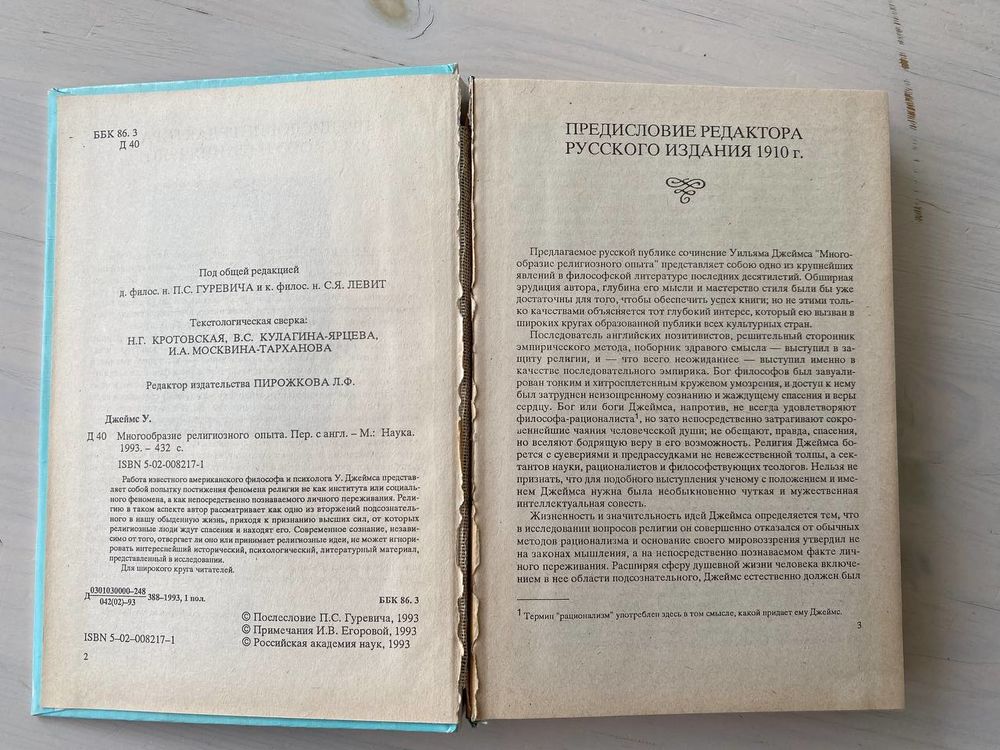 ББК 86. 3
Д 40
Под общей редакцией
д. филос. н. П.С. ГУРЕВИЧА и к. филос. н. С.Я. ЛЕВИТ
Текстологическая сверка:
Н.Г. КРОТОВСКАЯ, В.С. КУЛАГИНА-ЯРЦЕВА,
И.А. МОСКВИНА-ТАРХАНОВА
Редактор издательства ПИРОЖКОВА Л.Ф.
Джеймс У.
Д 40 Многообразие религиозного опыта. Пер. с англ. – М.: Наука.
1993. – 432 с.
ISBN 5-02-008217-1
Работа известного американского философа и психолога У. Джеймса представ-
ляет собой попытку постижения феномена религии не как института или социаль-
ного феномена, а как непосредственно познаваемого личного переживания. Рели-
гию в таком аспекте автор рассматривает как одно из вторжений подсознатель-
ного в нашу обыденную жизнь, приходя к признанию высших сил, от которых
религиозные люди ждут спасения и находят его. Современное сознание, незави-
симо от того, отвергает ли оно или принимает религиозные идеи, не может игнори-
ровать интереснейший исторический, психологический, литературный материал,
представленный в исследовании.
Для широкого круга читателей.
Д 0301030000–248
042(02)–93 388–1993, I пол.
ББК 86. 3
© Послесловие П.С. Гуревича, 1993
© Примечания И.В. Егоровой, 1993
© Российская академия наук, 1993
ISBN 5–02–008217–1
2
ПРЕДИСЛОВИЕ РЕДАКТОРА
РУССКОГО ИЗДАНИЯ 1910 г.
Предлагаемое русской публике сочинение Уильяма Джеймса "Много-
образие религиозного опыта" представляет собою одно из крупнейших
явлений в философской литературе последних десятилетий. Обширная
эрудиция автора, глубина его мысли и мастерство стиля были бы уже
достаточны для того, чтобы обеспечить успех книги; но не этими толь-
ко качествами объясняется тот глубокий интерес, который ею вызван в
широких кругах образованной публики всех культурных стран.
Последователь английских позитивистов, решительный сторонник
эмпирического метода, поборник здравого смысла — выступил в за-
щиту религии, и — что всего неожиданнее — выступил именно в
качестве последовательного эмпирика. Бог философов был завуали-
рован тонким и хитросплетенным кружевом умозрения, и доступ к нему
был затруднен неизощренному сознанию и жаждущему спасения и веры
сердцу. Бог или боги Джеймса, напротив, не всегда удовлетворяют
философа-рационалиста¹, но зато непосредственно затрагивают сокро-
веннейшие чаяния человеческой души; не обещают, правда, спасения,
но вселяют бодрящую веру в его возможность. Религия Джеймса бо-
рется с суевериями и предрассудками не невежественной толпы, а сек-
тантов науки, рационалистов и философствующих теологов. Нельзя не
признать, что для подобного выступления ученому с положением и име-
нем Джеймса нужна была необыкновенно чуткая и мужественная
интеллектуальная совесть.
Жизненность и значительность идей Джеймса определяется тем, что
в исследовании вопросов религии он совершенно отказался от обычных
методов рационализма и основание своего мировоззрения утвердил не
на законах мышления, а на непосредственно познаваемом факте лич-
ного переживания. Расширяя сферу душевной жизни человека включе-
нием в нее области подсознательного, Джеймс естественно должен был
¹ Термин "рационализм" употреблен здесь в том смысле, какой придает ему Джеймс.
3